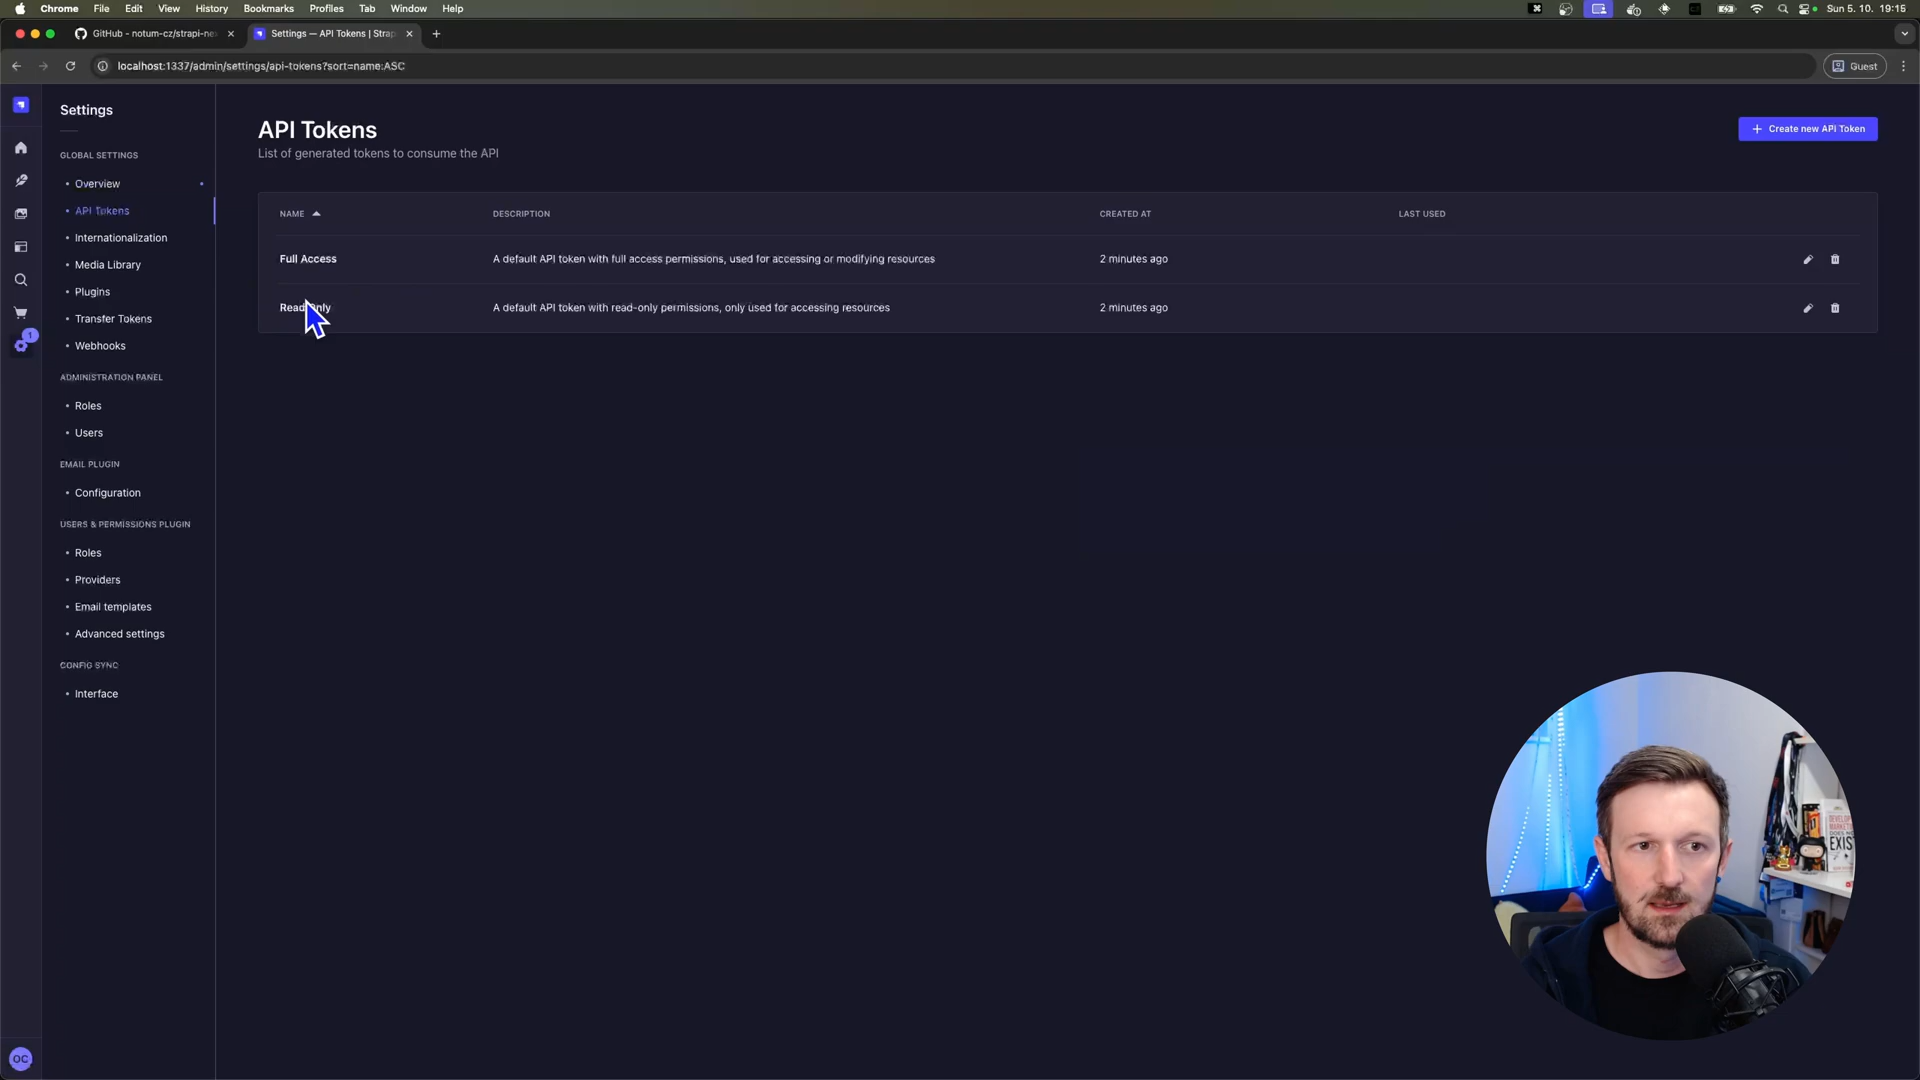 Chrome File Edit View History Bookmarks Profiles Tab Window Help Sun 5. 10. 19:15
GitHub - notum-cz/strapi-ne
Settings — API Tokens | Strap
localhost:1337/admin/settings/api-tokens?sort=name:ASC
Guest
Settings
GLOBAL SETTINGS
Overview
API Tokens
Internationalization
Media Library
Plugins
Transfer Tokens
1
Webhooks
ADMINISTRATION PANEL
Roles
Users
EMAIL PLUGIN
Configuration
USERS & PERMISSIONS PLUGIN
Roles
Providers
Email templates
Advanced settings
CONFIG SYNC
Interface
OC
API Tokens
List of generated tokens to consume the API
+ Create new API Token
NAME DESCRIPTION CREATED AT LAST USED
Full Access A default API token with full access permissions, used for accessing or modifying resources 2 minutes ago
Read Only A default API token with read-only permissions, only used for accessing resources 2 minutes ago
DEVELOP
MARKET
DOES NO
EXIS